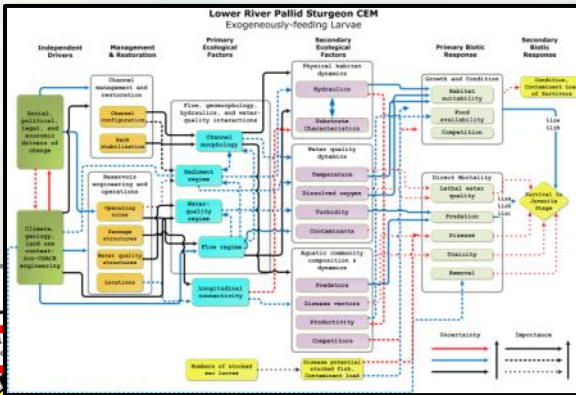 Lower River Pallid Sturgeon CEM
Exogeneously-feeding Larvae
Independent
Drivers
Management
& Restoration
Primary
Ecological
Factors
Secondary
Ecological
Factors
Primary Biotic
Response
Secondary
Biotic
Response
Social,
political,
legal, and
economic
drivers of
change
Climate,
geology,
land use
context;
non-USACE
engineering
Channel
management and
restoration
Channel
configuration
Bank
stabilization
Reservoir
engineering and
operations
Operating
rules
Passage
structures
Water quality
structures
Locations
Flow, geomorphology,
hydraulics, and water-
quality interactions
Channel
morphology
Sediment
regime
Water-
quality
regime
Flow regime
Longitudinal
connectivity
Physical habitat
dynamics
Hydraulics
Substrate
Characteristics
Water quality
dynamics
Temperature
Dissolved oxygen
Turbidity
Contaminants
Aquatic community
composition &
dynamics
Predators
Disease vectors
Productivity
Competitors
Numbers of stocked
age larvae
Disease potential
stocked fish,
Contaminant load
Growth and Condition
Habitat
suitability
Food
availability
Competition
Direct Mortality
Lethal water
quality
Predation
Disease
Toxicity
Removal
Condition,
Contaminant load
of Survivors
Survival to
Juvenile
Stage
Uncertainty
Importance